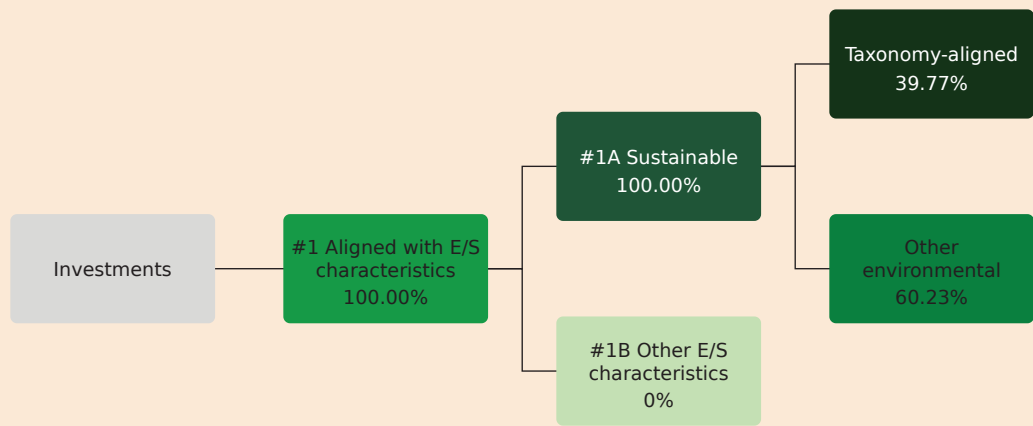 Investments
#1 Aligned with E/S
characteristics
100.00%
#1A Sustainable
100.00%
#1B Other E/S
characteristics
0%
Taxonomy-aligned
39.77%
Other
environmental
60.23%